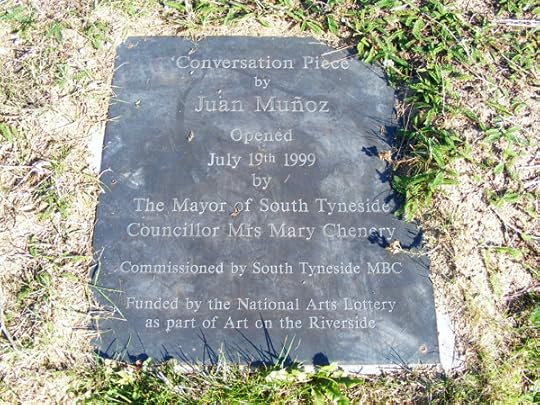 'Conversation Piece'
by
Juan Muñoz
Opened
July 19th 1999
by
The Mayor of South Tyneside
Councillor Mrs Mary Chenery
Commissioned by South Tyneside MBC
Funded by the National Arts Lottery
as part of Art on the Riverside